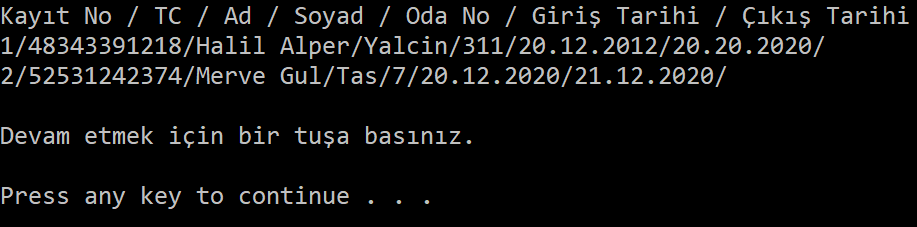 Kayıt No / TC / Ad / Soyad / Oda No / Giriş Tarihi / Çıkış Tarihi
1/48343391218/Halil Alper/Yalcin/311/20.12.2012/20.20.2020/
2/52531242374/Merve Gul/Tas/7/20.12.2020/21.12.2020/
Devam etmek için bir tuşa basınız.
Press any key to continue . . .